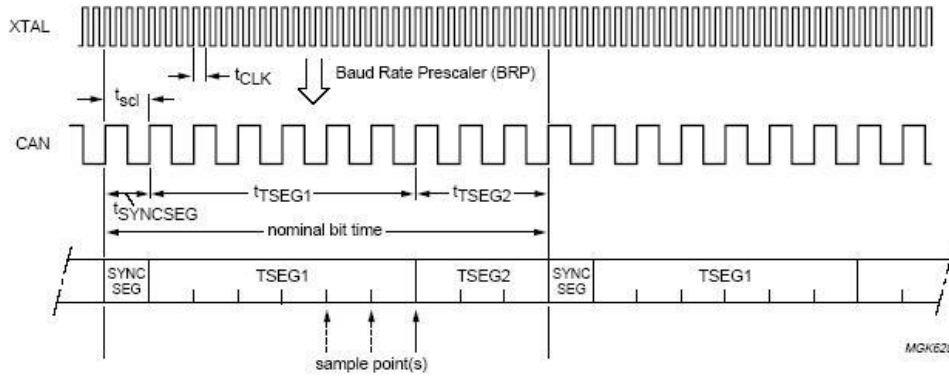 XTAL
tCLK
Baud Rate Prescaler (BRP)
tscl
CAN
tTSEG1
tTSEG2
tSYNCSEG
nominal bit time
SYNC SEG
TSEG1
TSEG2
SYNC SEG
TSEG1
sample point(s)